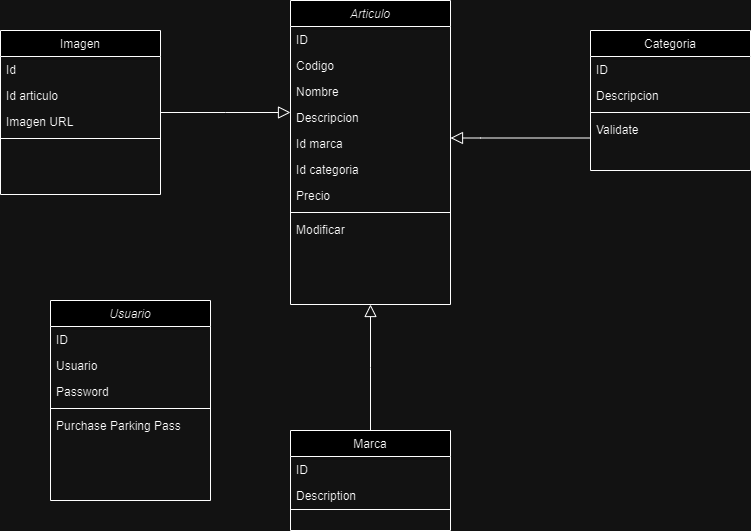 Articulo
ID
Codigo
Nombre
Descripcion
Id marca
Id categoria
Precio
Modificar
Imagen
Id
Id articulo
Imagen URL
Categoria
ID
Descripcion
Validate
Usuario
ID
Usuario
Password
Purchase Parking Pass
Marca
ID
Description